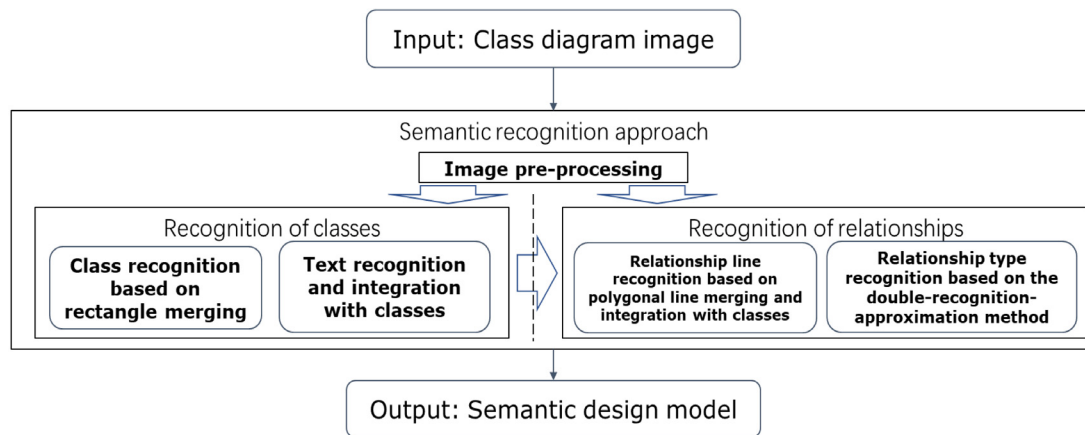 Input: Class diagram image
Semantic recognition approach
Image pre-processing
Recognition of classes
Class recognition
based on
rectangle merging
Text recognition
and integration
with classes
Recognition of relationships
Relationship line
recognition based on
polygonal line merging and
integration with classes
Relationship type
recognition based on the
double-recognition-
approximation method
Output: Semantic design model